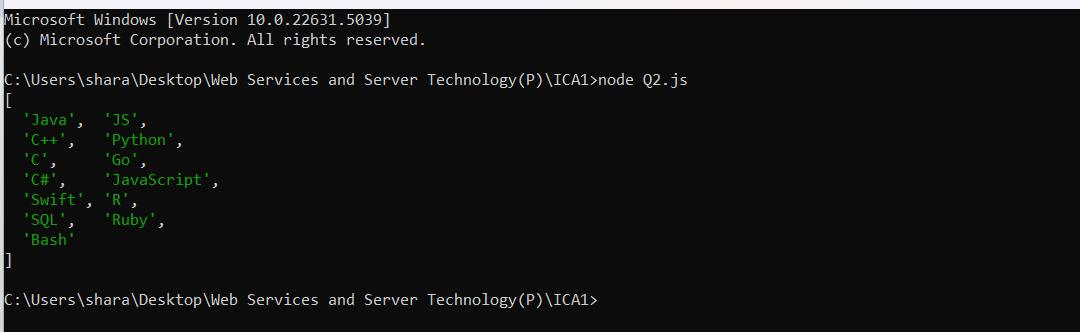 Microsoft Windows [Version 10.0.22631.5039]
(c) Microsoft Corporation. All rights reserved.
C:\Users\shara\Desktop\Web Services and Server Technology(P)\ICA1>node Q2.js
[
  'Java',  'JS',
  'C++',   'Python',
  'C',     'Go',
  'C#',    'JavaScript',
  'Swift', 'R',
  'SQL',   'Ruby',
  'Bash'
]
C:\Users\shara\Desktop\Web Services and Server Technology(P)\ICA1>